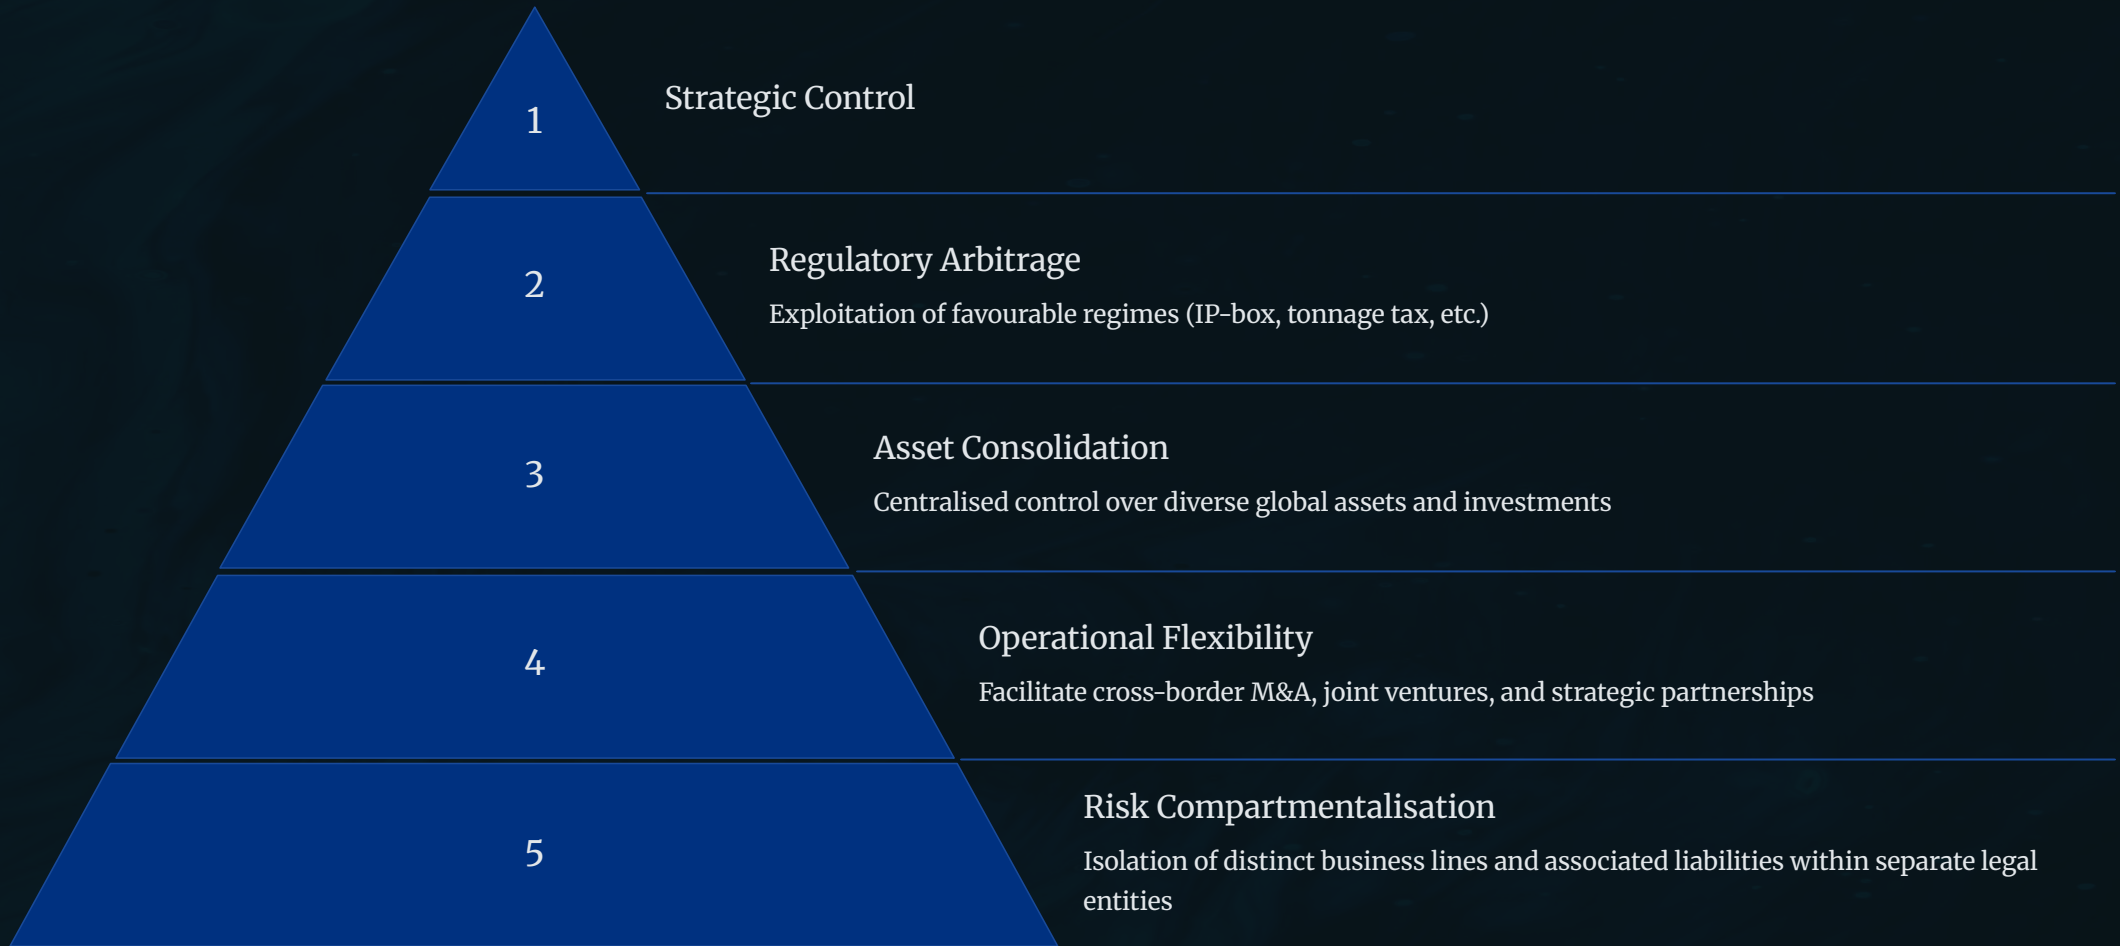 1
Strategic Control
2
Regulatory Arbitrage
Exploitation of favourable regimes (IP-box, tonnage tax, etc.)
3
Asset Consolidation
Centralised control over diverse global assets and investments
4
Operational Flexibility
Facilitate cross-border M&A, joint ventures, and strategic partnerships
5
Risk Compartmentalisation
Isolation of distinct business lines and associated liabilities within separate legal
entities